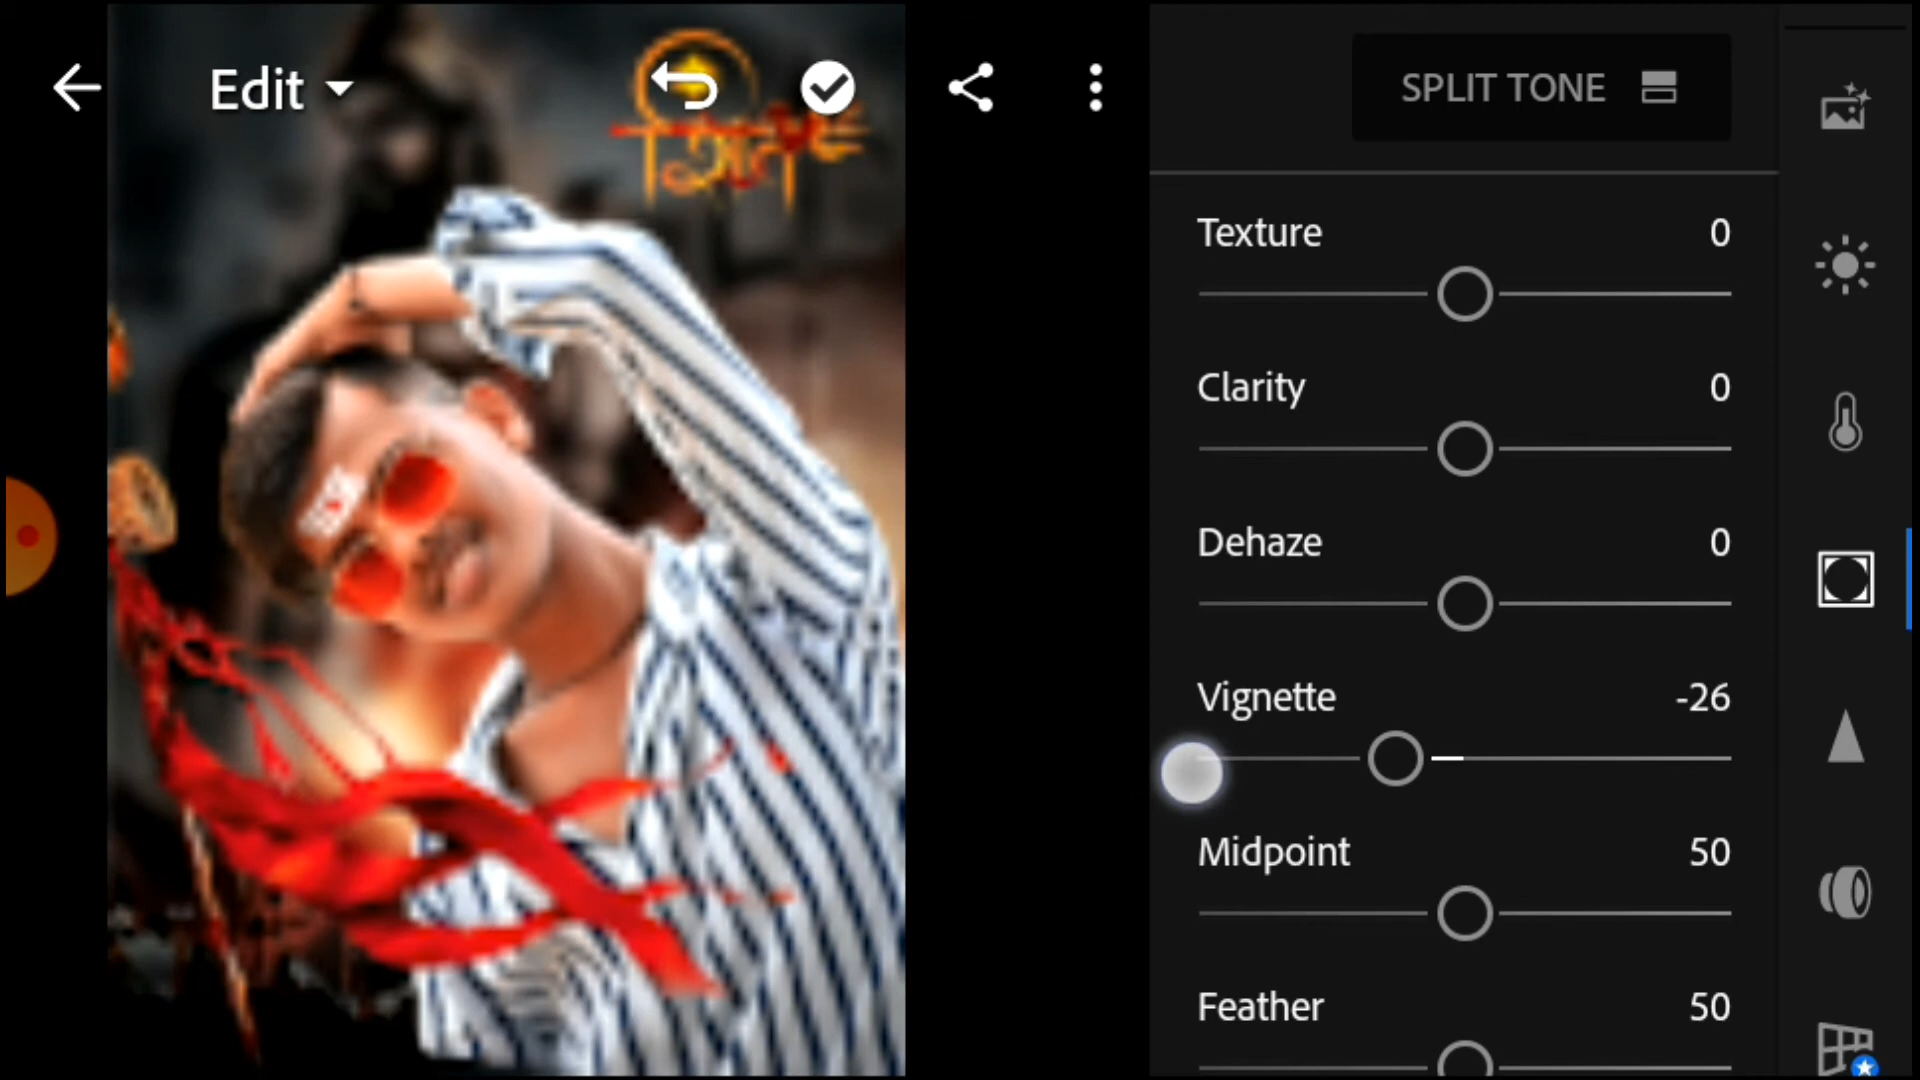 Edit
SPLIT TONE
Texture 0
Clarity 0
Dehaze 0
Vignette -26
Midpoint 50
Feather 50